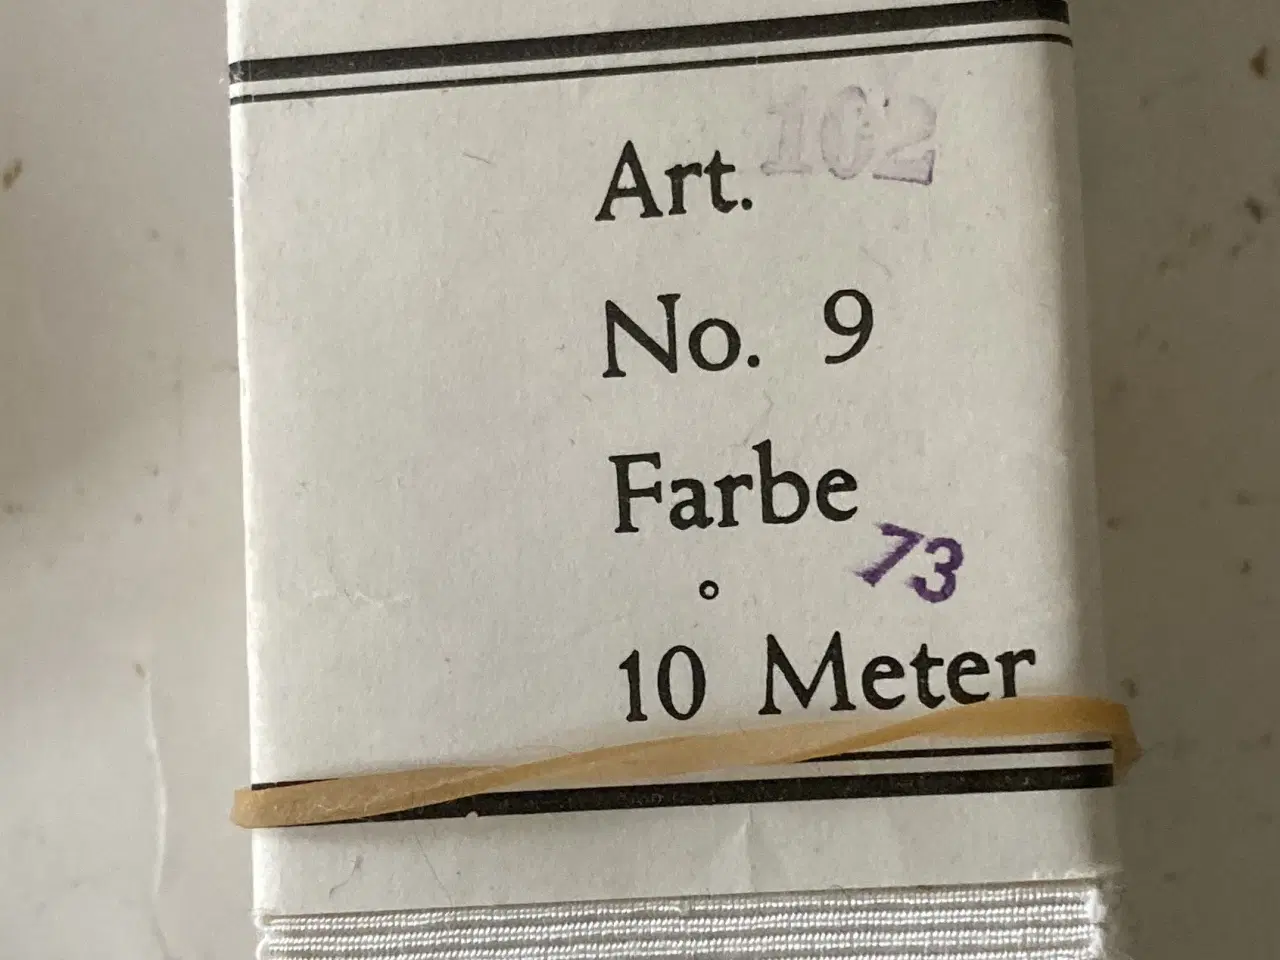 Art. 102
No. 9
Farbe 73
10 Meter